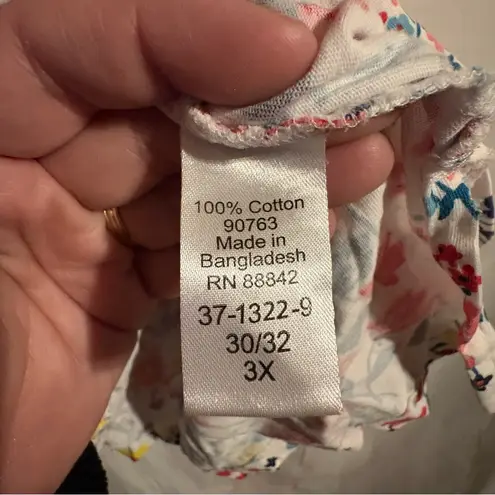 100% Cotton
90763
Made in
Bangladesh
RN 88842
37-1322-9
30/32
3X